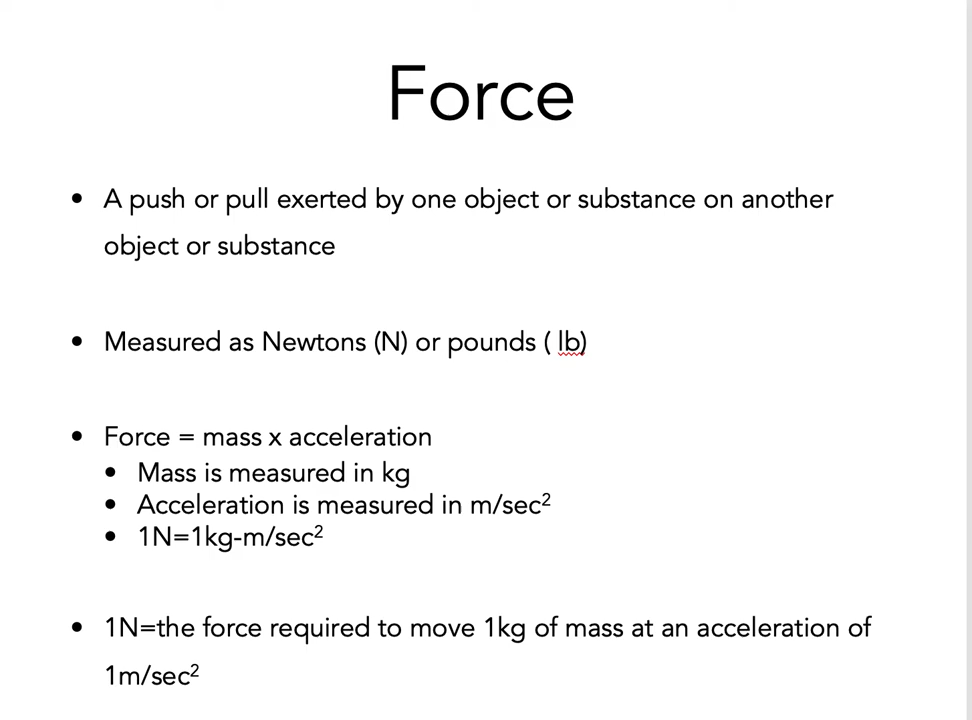 Force
• A push or pull exerted by one object or substance on another
object or substance
• Measured as Newtons (N) or pounds ( lb)
• Force = mass x acceleration
• Mass is measured in kg
• Acceleration is measured in m/sec²
• 1N=1kg-m/sec²
• 1N=the force required to move 1kg of mass at an acceleration of
1m/sec²